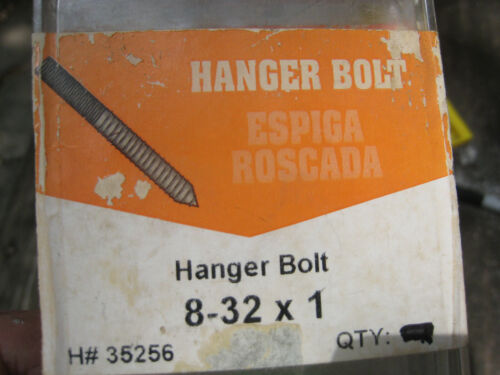 HANGER BOLT
ESPIGA
ROSCADA
Hanger Bolt
8-32 x 1
H# 35256
QTY: